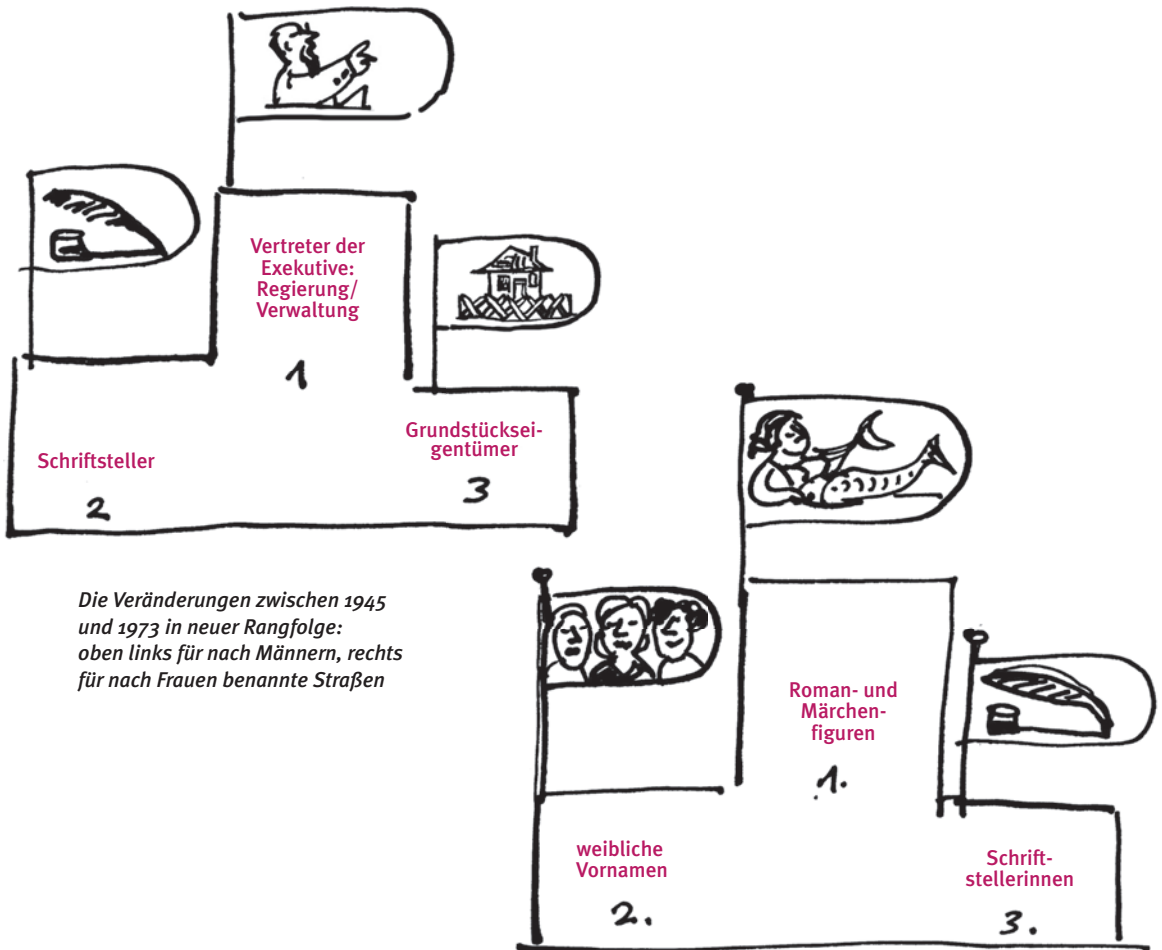 Vertreter der
Exekutive:
Regierung/
Verwaltung
1
Schriftsteller
2
Grundstücksei-
gentümer
3
Die Veränderungen zwischen 1945
und 1973 in neuer Rangfolge:
oben links für nach Männern, rechts
für nach Frauen benannte Straßen
Roman- und
Märchen-
figuren
1.
weibliche
Vornamen
2.
Schrift-
stellerinnen
3.